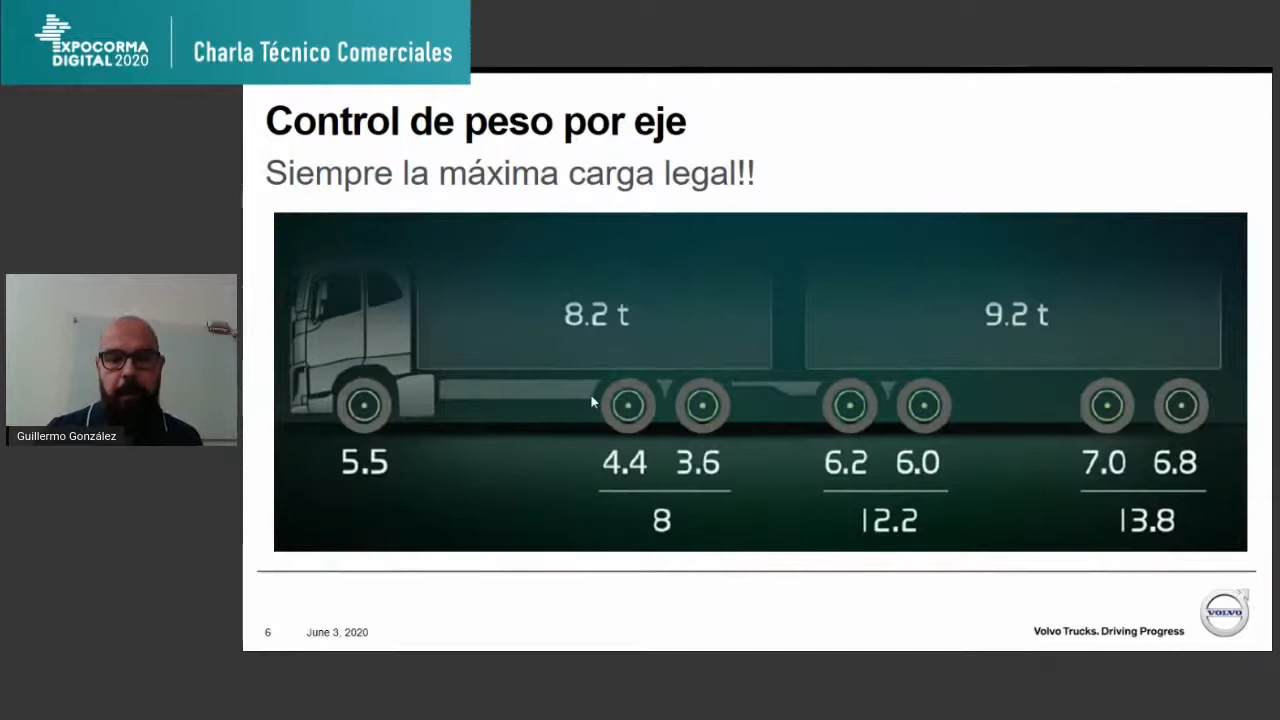 EXPOCORMA
DIGITAL 2020
Charla Técnico Comerciales
Control de peso por eje
Siempre la máxima carga legal!!
8.2 t
9.2 t
5.5
4.4 3.6
6.2 6.0
7.0 6.8
8
12.2
13.8
Guillermo González
6
June 3, 2020
Volvo Trucks. Driving Progress
VOLVO